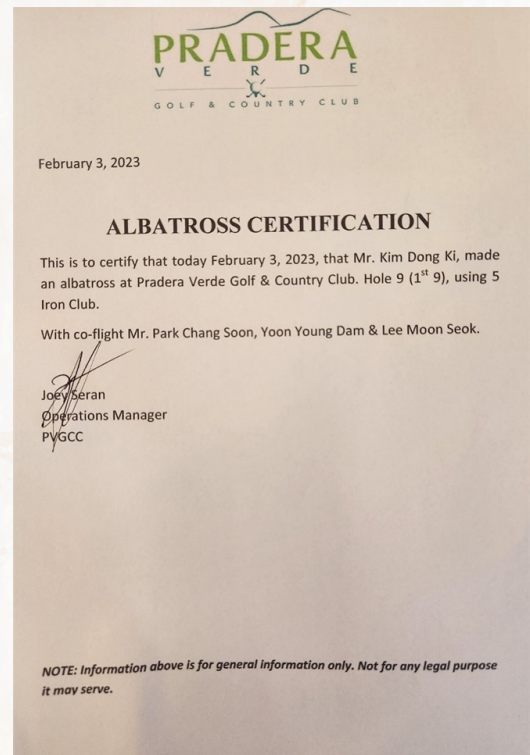 PRADERA
VERDE
GOLF & COUNTRY CLUB
February 3, 2023
ALBATROSS CERTIFICATION
This is to certify that today February 3, 2023, that Mr. Kim Dong Ki, made
an albatross at Pradera Verde Golf & Country Club. Hole 9 (1st 9), using 5
Iron Club.
With co-flight Mr. Park Chang Soon, Yoon Young Dam & Lee Moon Seok.
Joey Seran
Operations Manager
PVGCC
NOTE: Information above is for general information only. Not for any legal purpose
it may serve.